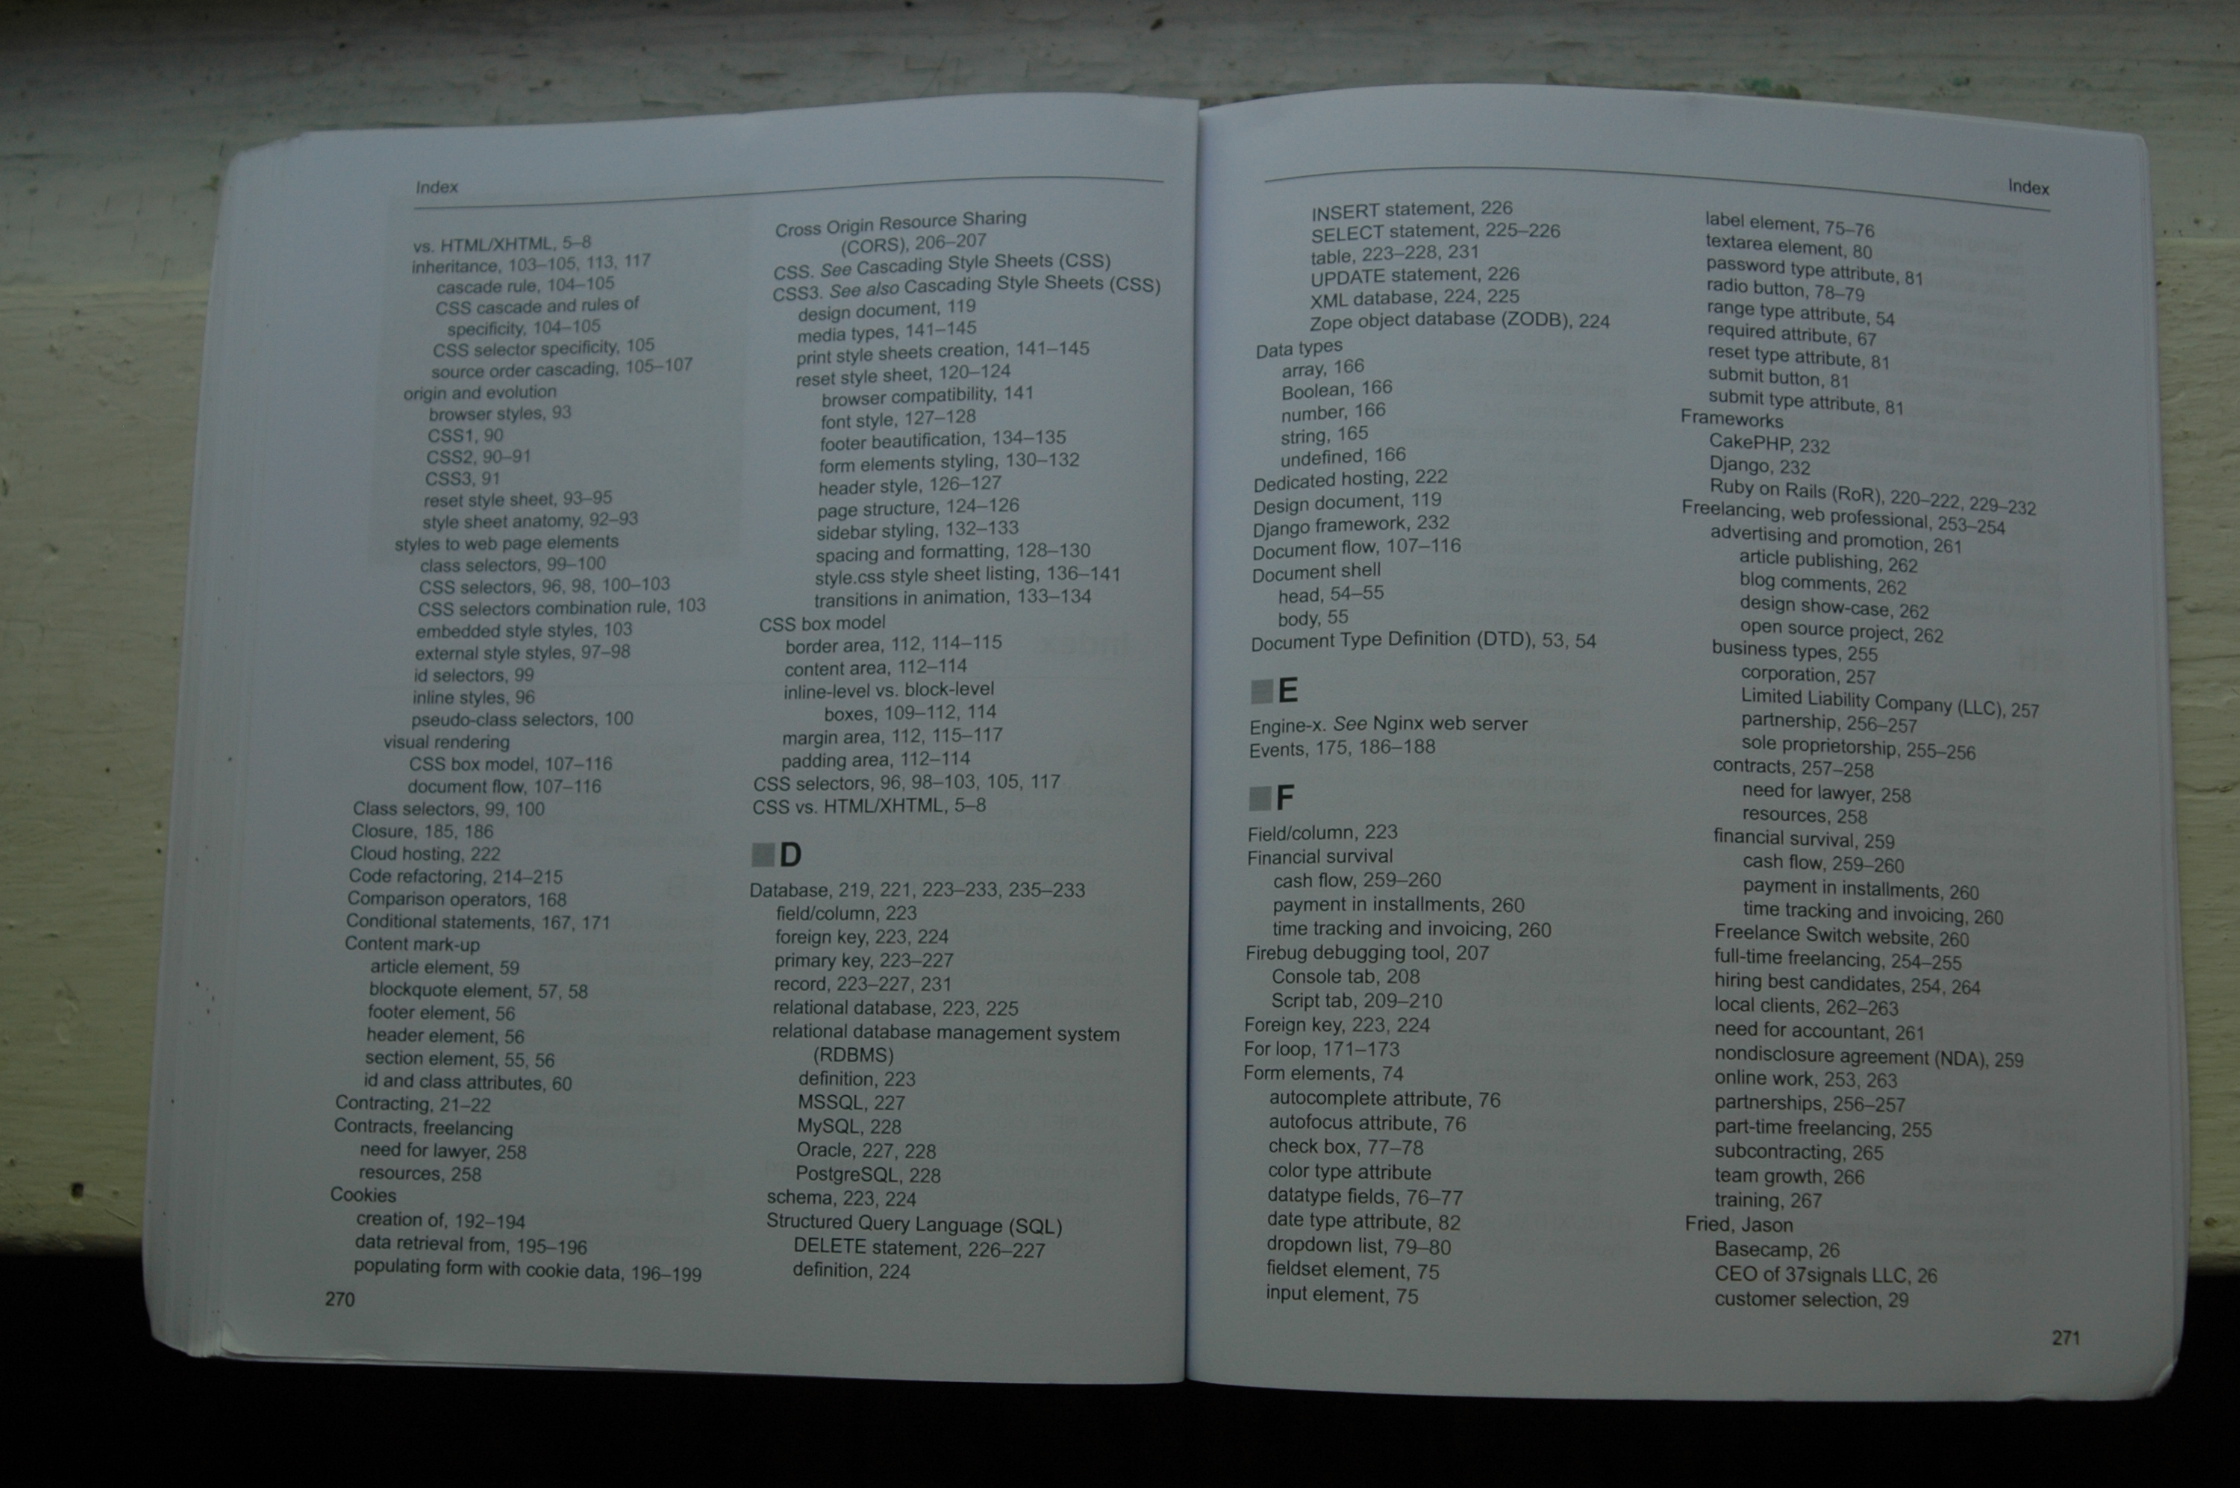 Index
vs. HTML/XHTML, 5–8
inheritance, 103–105, 113, 117
cascade rule, 104–105
CSS cascade and rules of
specificity, 104–105
CSS selector specificity, 105
source order cascading, 105–107
origin and evolution
browser styles, 93
CSS1, 90
CSS2, 90–91
CSS3, 91
reset style sheet, 93–95
style sheet anatomy, 92–93
styles to web page elements
class selectors, 99–100
CSS selectors, 96, 98, 100–103
CSS selectors combination rule, 103
embedded style styles, 103
external style styles, 97–98
id selectors, 99
inline styles, 96
pseudo-class selectors, 100
visual rendering
CSS box model, 107–116
document flow, 107–116
Class selectors, 99, 100
Closure, 185, 186
Cloud hosting, 222
Code refactoring, 214–215
Comparison operators, 168
Conditional statements, 167, 171
Content mark-up
article element, 59
blockquote element, 57, 58
footer element, 56
header element, 56
section element, 55, 56
id and class attributes, 60
Contracting, 21–22
Contracts, freelancing
need for lawyer, 258
resources, 258
Cookies
creation of, 192–194
data retrieval from, 195–196
populating form with cookie data, 196–199
270
Cross Origin Resource Sharing
(CORS), 206–207
CSS. See Cascading Style Sheets (CSS)
CSS3. See also Cascading Style Sheets (CSS)
design document, 119
media types, 141–145
print style sheets creation, 141–145
reset style sheet, 120–124
browser compatibility, 141
font style, 127–128
footer beautification, 134–135
form elements styling, 130–132
header style, 126–127
page structure, 124–126
sidebar styling, 132–133
spacing and formatting, 128–130
style.css style sheet listing, 136–141
transitions in animation, 133–134
CSS box model
border area, 112, 114–115
content area, 112–114
inline-level vs. block-level
boxes, 109–112, 114
margin area, 112, 115–117
padding area, 112–114
CSS selectors, 96, 98–103, 105, 117
CSS vs. HTML/XHTML, 5–8
D
Database, 219, 221, 223–233, 235–233
field/column, 223
foreign key, 223, 224
primary key, 223–227
record, 223–227, 231
relational database, 223, 225
relational database management system
(RDBMS)
definition, 223
MSSQL, 227
MySQL, 228
Oracle, 227, 228
PostgreSQL, 228
schema, 223, 224
Structured Query Language (SQL)
DELETE statement, 226–227
definition, 224
Index
INSERT statement, 226
SELECT statement, 225–226
table, 223–228, 231
UPDATE statement, 226
XML database, 224, 225
Zope object database (ZODB), 224
Data types
array, 166
Boolean, 166
number, 166
string, 165
undefined, 166
Dedicated hosting, 222
Design document, 119
Django framework, 232
Document flow, 107–116
Document shell
head, 54–55
body, 55
Document Type Definition (DTD), 53, 54
E
Engine-x. See Nginx web server
Events, 175, 186–188
F
Field/column, 223
Financial survival
cash flow, 259–260
payment in installments, 260
time tracking and invoicing, 260
Firebug debugging tool, 207
Console tab, 208
Script tab, 209–210
Foreign key, 223, 224
For loop, 171–173
Form elements, 74
autocomplete attribute, 76
autofocus attribute, 76
check box, 77–78
color type attribute
datatype fields, 76–77
date type attribute, 82
dropdown list, 79–80
fieldset element, 75
input element, 75
label element, 75–76
textarea element, 80
password type attribute, 81
radio button, 78–79
range type attribute, 54
required attribute, 67
reset type attribute, 81
submit button, 81
submit type attribute, 81
Frameworks
CakePHP, 232
Django, 232
Ruby on Rails (RoR), 220–222, 229–232
Freelancing, web professional, 253–254
advertising and promotion, 261
article publishing, 262
blog comments, 262
design show-case, 262
open source project, 262
business types, 255
corporation, 257
Limited Liability Company (LLC), 257
partnership, 256–257
sole proprietorship, 255–256
contracts, 257–258
need for lawyer, 258
resources, 258
financial survival, 259
cash flow, 259–260
payment in installments, 260
time tracking and invoicing, 260
Freelance Switch website, 260
full-time freelancing, 254–255
hiring best candidates, 254, 264
local clients, 262–263
need for accountant, 261
nondisclosure agreement (NDA), 259
online work, 253, 263
partnerships, 256–257
part-time freelancing, 255
subcontracting, 265
team growth, 266
training, 267
Fried, Jason
Basecamp, 26
CEO of 37signals LLC, 26
customer selection, 29
271